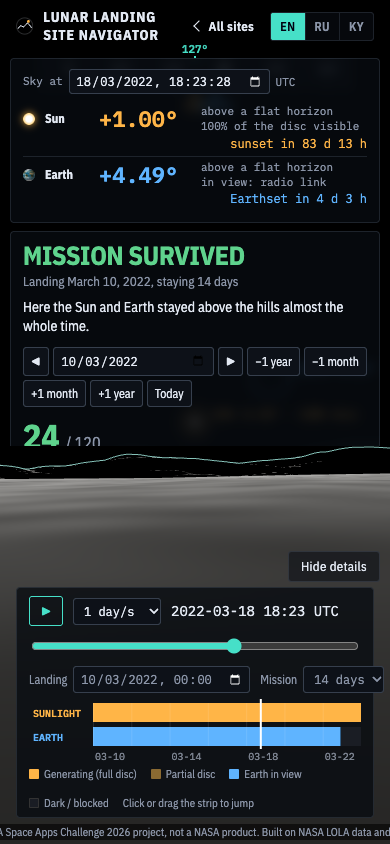 LUNAR LANDING
SITE NAVIGATOR
All sites
EN RU KY
127°
Sky at 18/03/2022, 18:23:28 UTC
Sun +1.00° above a flat horizon
100% of the disc visible
sunset in 83 d 13 h
Earth +4.49° above a flat horizon
in view: radio link
Earthset in 4 d 3 h
MISSION SURVIVED
Landing March 10, 2022, staying 14 days
Here the Sun and Earth stayed above the hills almost the
whole time.
10/03/2022 −1 year −1 month
+1 month +1 year Today
24 / 120
Hide details
1 day/s 2022-03-18 18:23 UTC
Landing 10/03/2022, 00:00 Mission 14 days
SUNLIGHT
EARTH
03-10 03-14 03-18 03-22
Generating (full disc) Partial disc Earth in view
Dark / blocked Click or drag the strip to jump
A Space Apps Challenge 2026 project, not a NASA product. Built on NASA LOLA data and